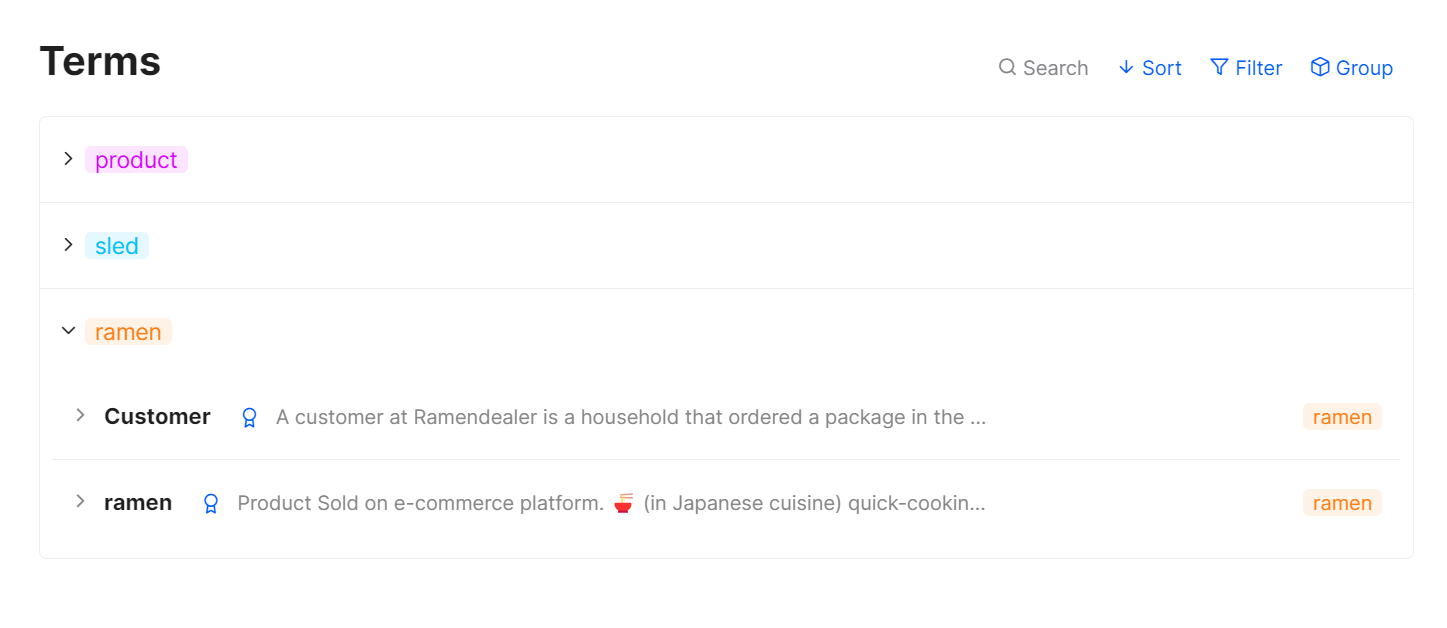 Terms
Search Sort Filter Group
product
sled
ramen
Customer A customer at Ramendealer is a household that ordered a package in the ... ramen
ramen Product Sold on e-commerce platform. 🍜 (in Japanese cuisine) quick-cookin... ramen